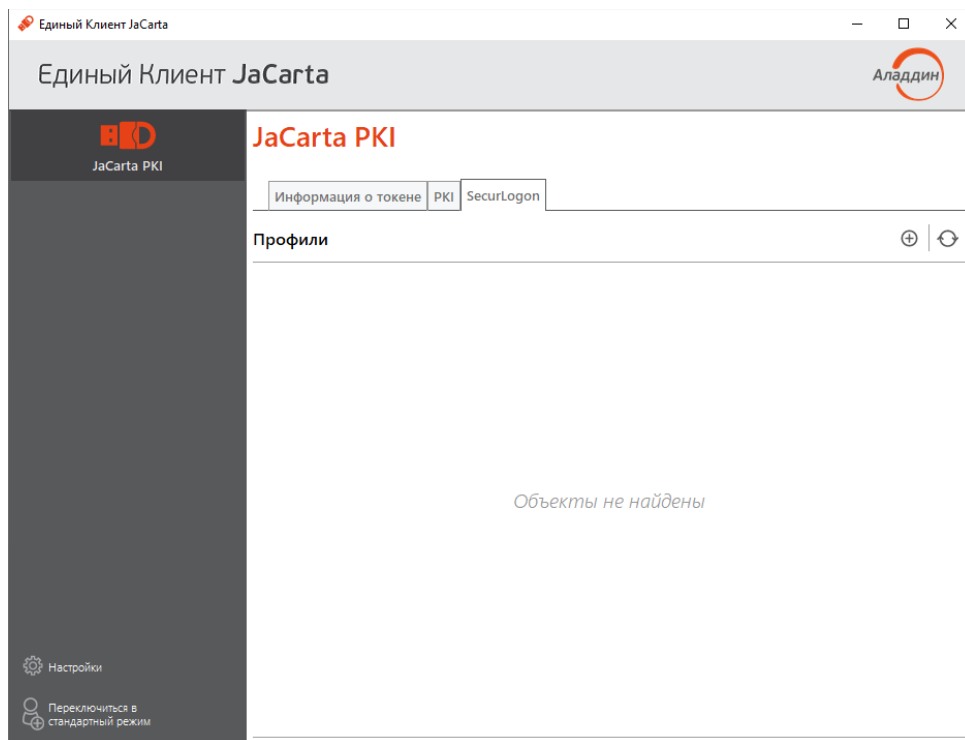 Единый Клиент JaCarta
Единый Клиент JaCarta
Аладдин
JaCarta PKI
JaCarta PKI
Информация о токене PKI SecurLogon
Профили
Объекты не найдены
Настройки
Переключиться в
стандартный режим